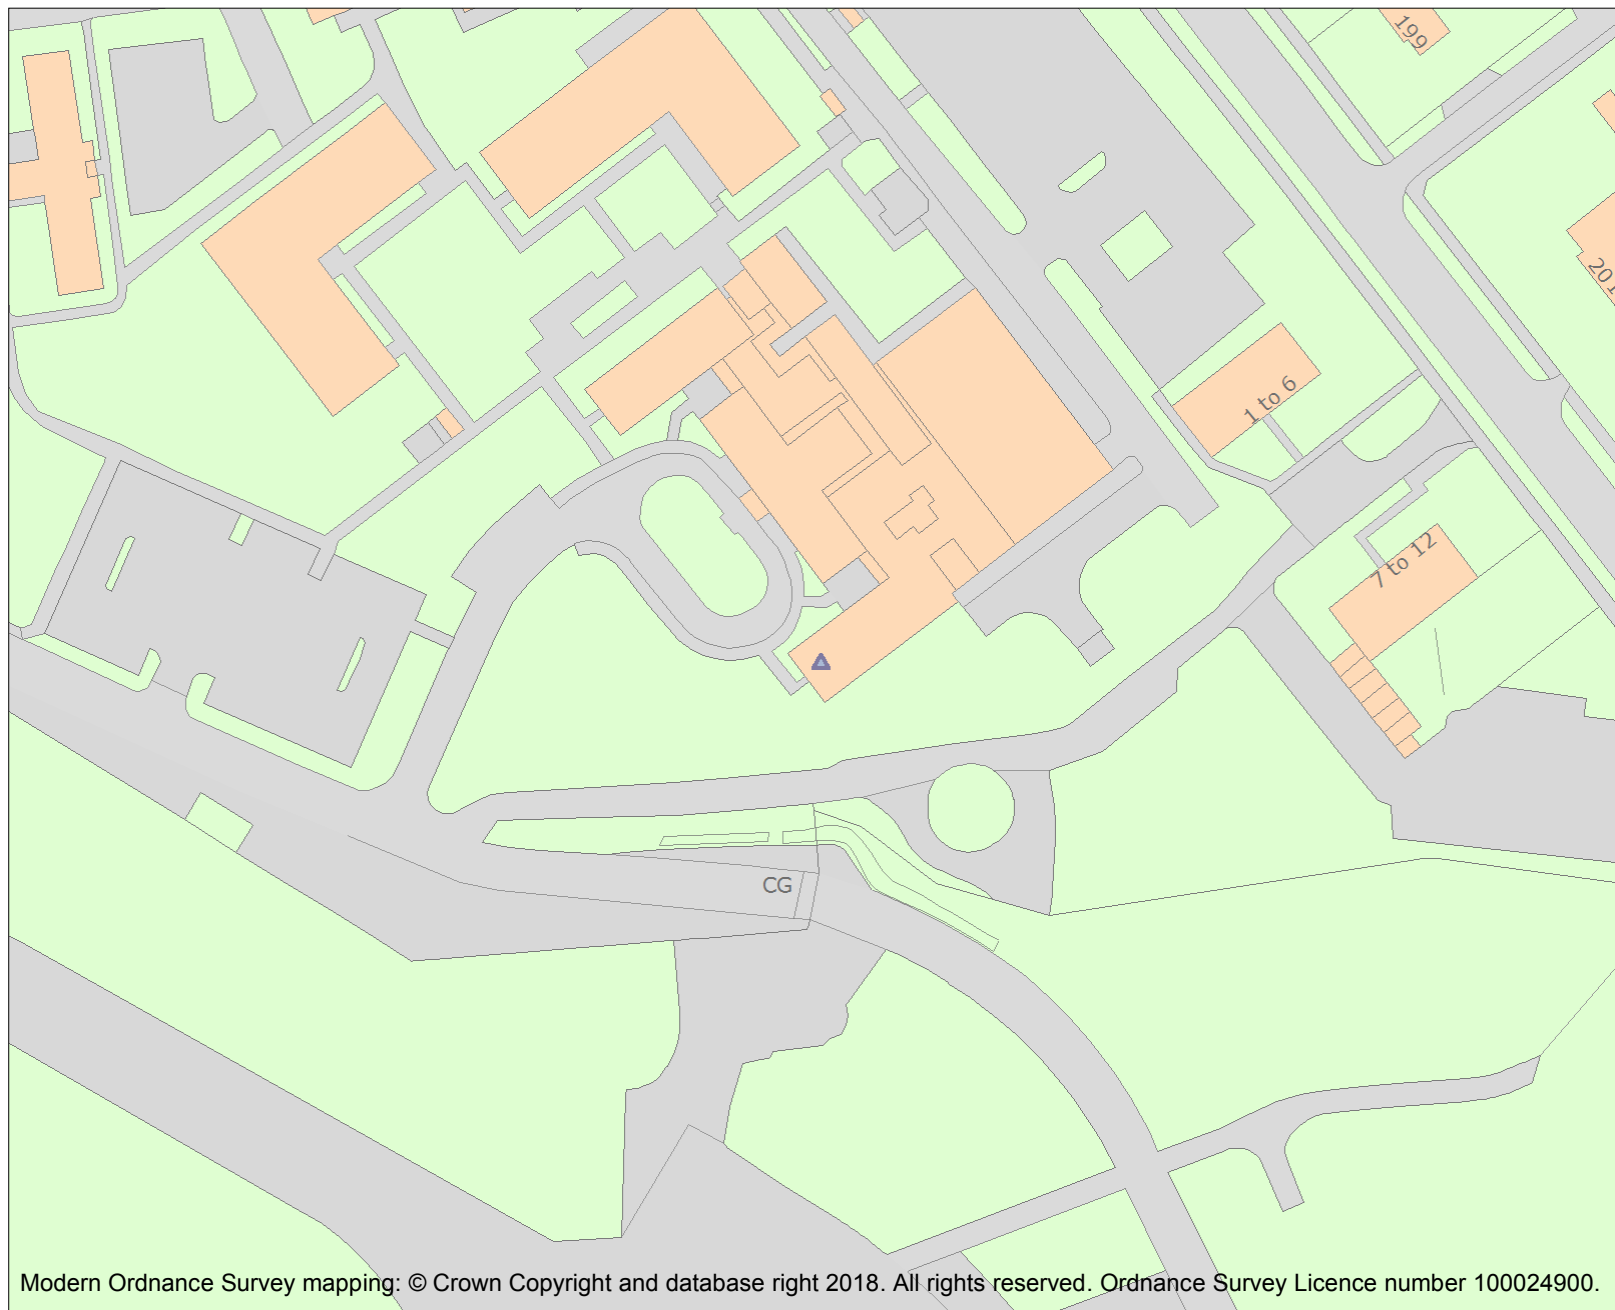 199
201
1 to 6
7 to 12
CG
Modern Ordnance Survey mapping: © Crown Copyright and database right 2018. All rights reserved. Ordnance Survey Licence number 100024900.